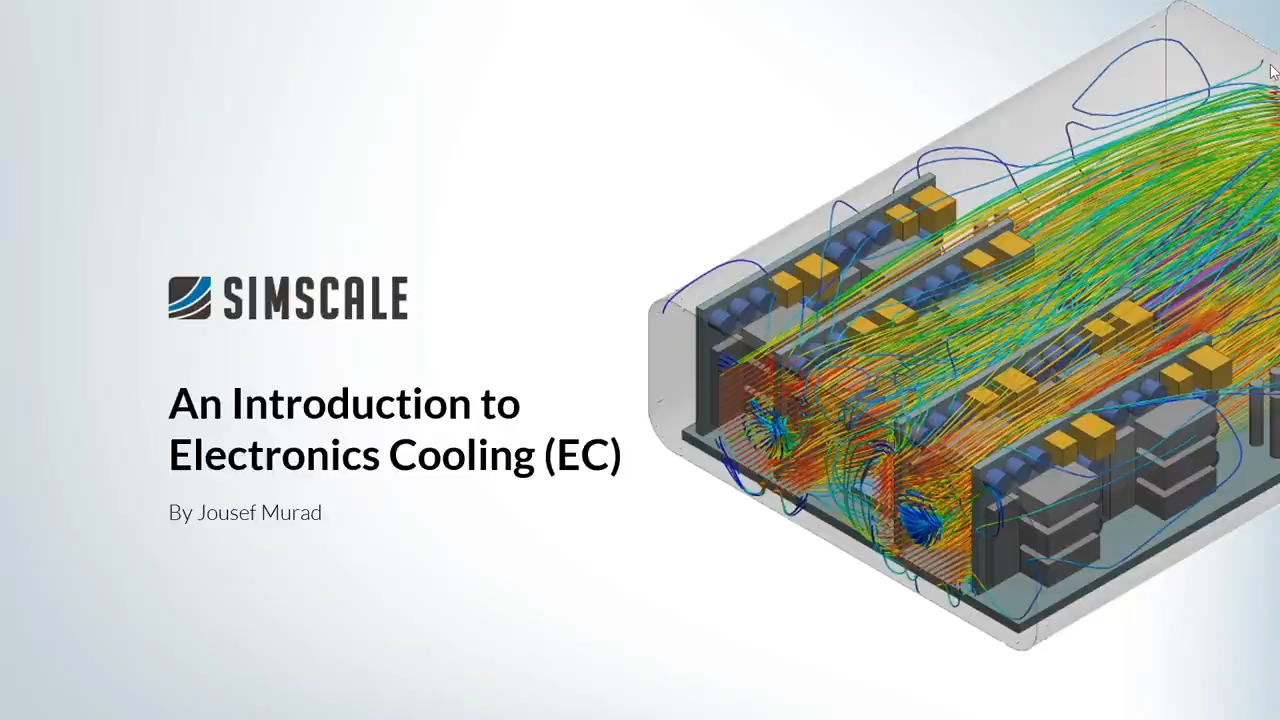 SIMSCALE
An Introduction to
Electronics Cooling (EC)
By Jousef Murad